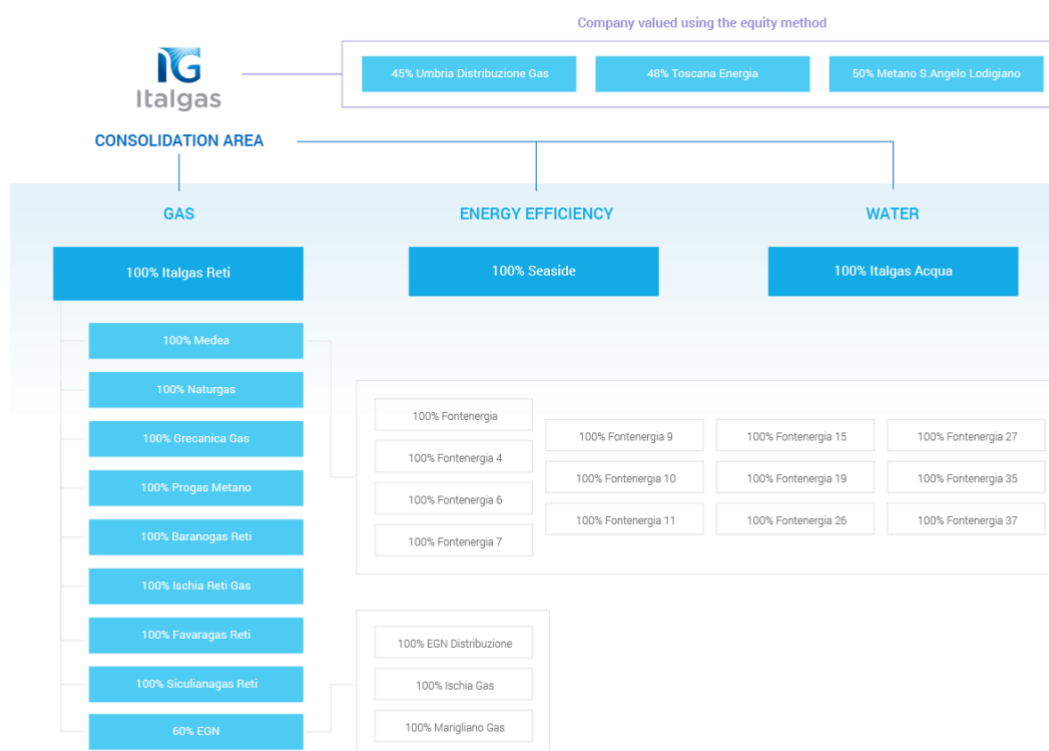 Company valued using the equity method
IG
Italgas
45% Umbria Distribuzione Gas
48% Toscana Energia
50% Metano S.Angelo Lodigiano
CONSOLIDATION AREA
GAS
ENERGY EFFICIENCY
WATER
100% Italgas Reti
100% Seaside
100% Italgas Acqua
100% Medea
100% Naturgas
100% Grecanica Gas
100% Progas Metano
100% Baranogas Reti
100% Ischia Reti Gas
100% Favaragas Reti
100% Siculianagas Reti
60% EGN
100% Fontenergia
100% Fontenergia 4
100% Fontenergia 6
100% Fontenergia 7
100% Fontenergia 9
100% Fontenergia 10
100% Fontenergia 11
100% Fontenergia 15
100% Fontenergia 19
100% Fontenergia 26
100% Fontenergia 27
100% Fontenergia 35
100% Fontenergia 37
100% EGN Distribuzione
100% Ischia Gas
100% Marigliano Gas